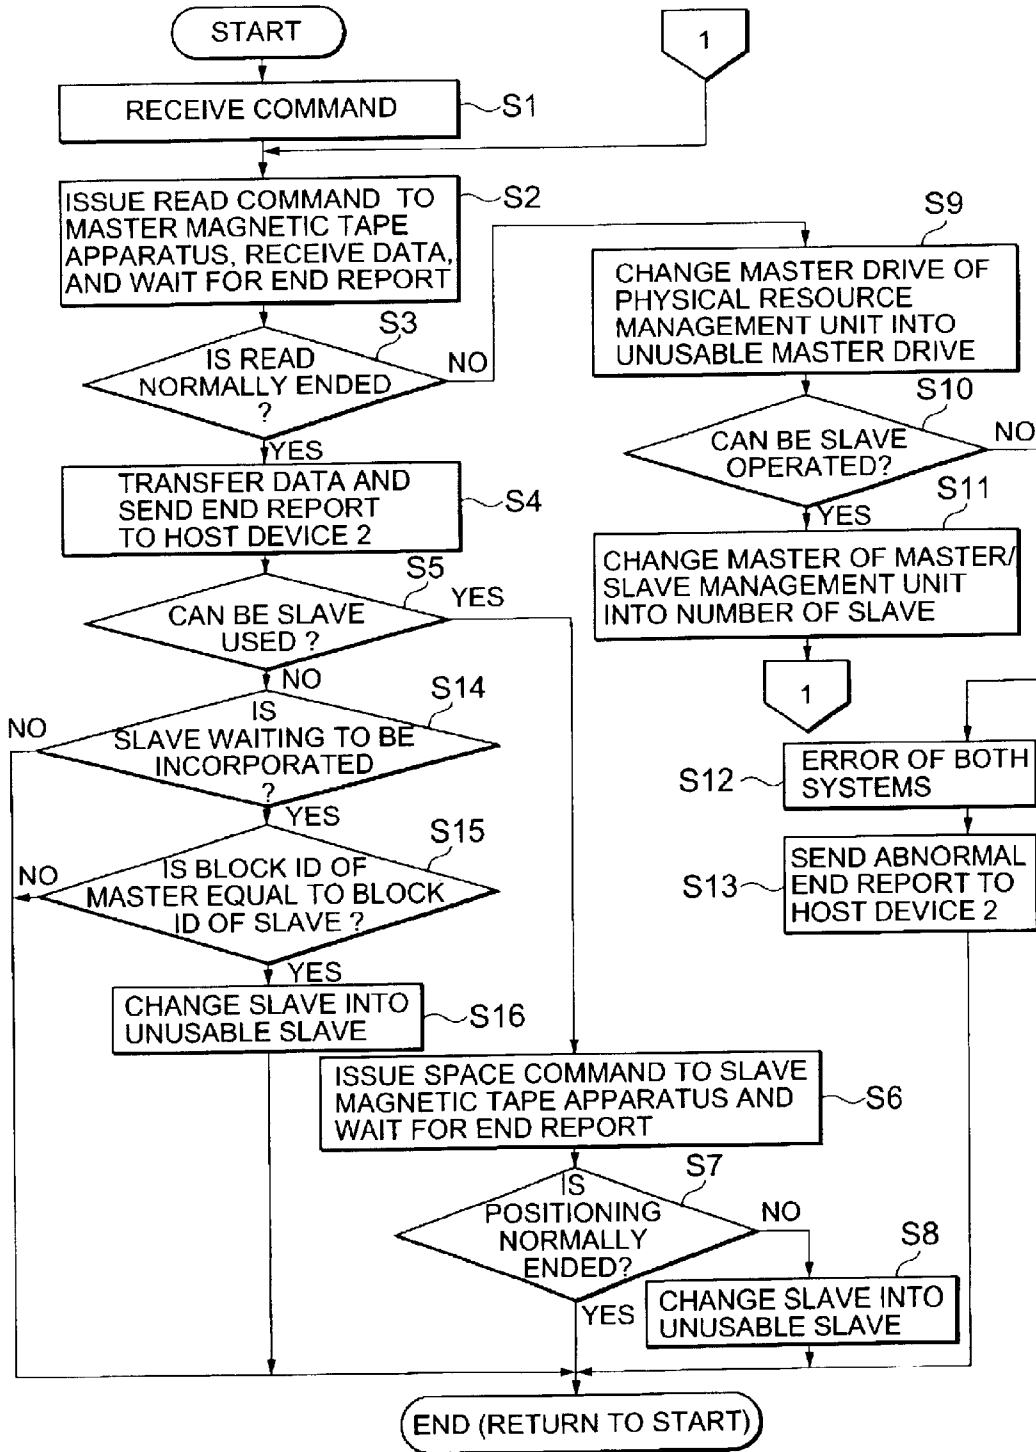 START
1
RECEIVE COMMAND
S1
ISSUE READ COMMAND TO
MASTER MAGNETIC TAPE
APPARATUS, RECEIVE DATA,
AND WAIT FOR END REPORT
S2
IS READ
NORMALLY ENDED
?
S3
NO
YES
TRANSFER DATA AND
SEND END REPORT
TO HOST DEVICE 2
S4
CAN BE SLAVE
USED ?
S5
YES
NO
IS
SLAVE WAITING TO BE
INCORPORATED
?
S14
NO
YES
IS BLOCK ID OF
MASTER EQUAL TO BLOCK
ID OF SLAVE ?
S15
NO
YES
CHANGE SLAVE INTO
UNUSABLE SLAVE
S16
ISSUE SPACE COMMAND TO SLAVE
MAGNETIC TAPE APPARATUS AND
WAIT FOR END REPORT
S6
IS
POSITIONING
NORMALLY
ENDED?
S7
NO
YES
CHANGE SLAVE INTO
UNUSABLE SLAVE
S8
CHANGE MASTER DRIVE OF
PHYSICAL RESOURCE
MANAGEMENT UNIT INTO
UNUSABLE MASTER DRIVE
S9
CAN BE SLAVE
OPERATED?
S10
NO
YES
CHANGE MASTER OF MASTER/
SLAVE MANAGEMENT UNIT
INTO NUMBER OF SLAVE
S11
1
ERROR OF BOTH
SYSTEMS
S12
SEND ABNORMAL
END REPORT TO
HOST DEVICE 2
S13
END (RETURN TO START)